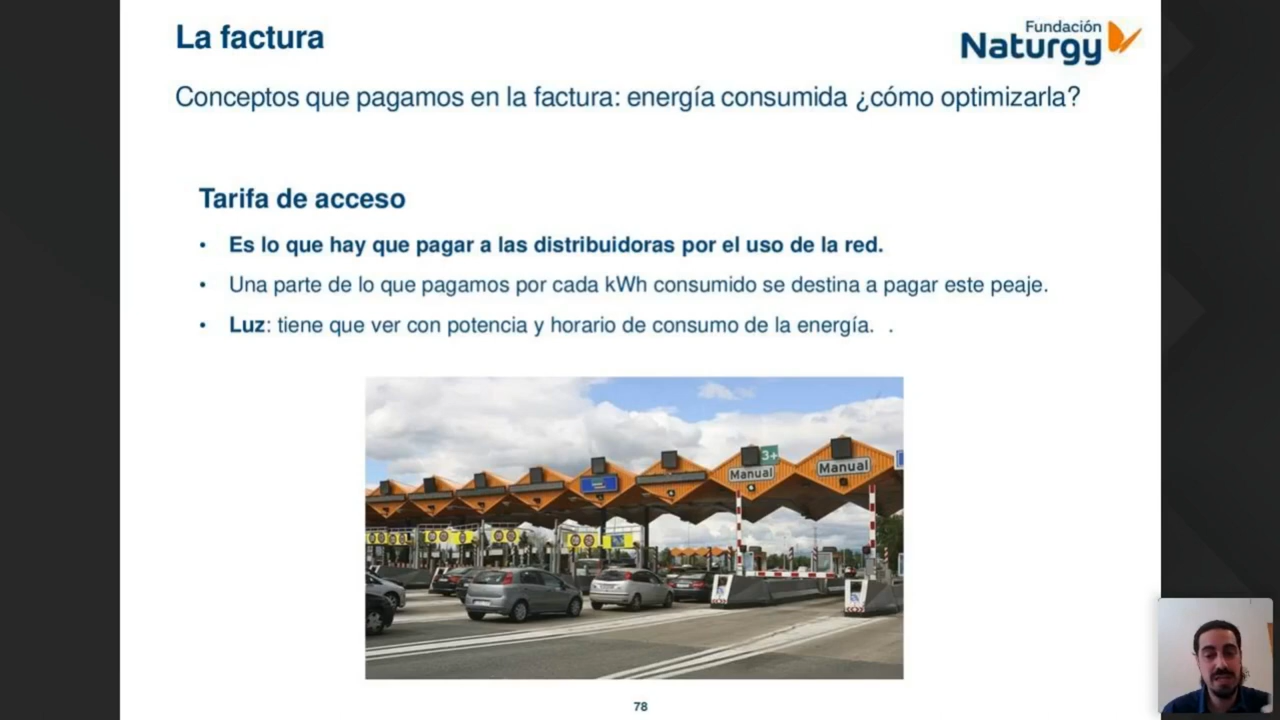 La factura
Fundación
Naturgy
Conceptos que pagamos en la factura: energía consumida ¿cómo optimizarla?
Tarifa de acceso
• Es lo que hay que pagar a las distribuidoras por el uso de la red.
• Una parte de lo que pagamos por cada kWh consumido se destina a pagar este peaje.
• Luz: tiene que ver con potencia y horario de consumo de la energía. .
3+
Manual
Manual
78